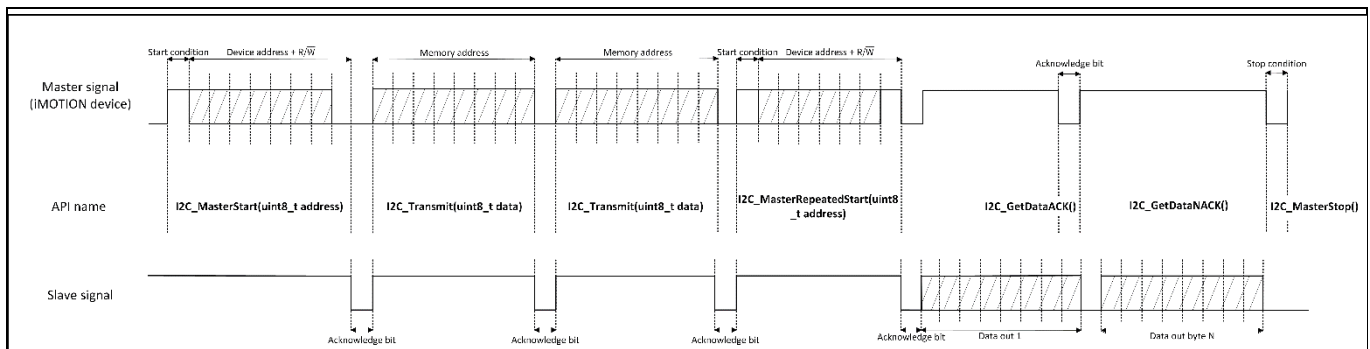 Start condition Device address + R/W̅ Memory address Memory address Start condition Device address + R/W̅ Acknowledge bit Stop condition
Master signal
(iMOTION device)
API name I2C_MasterStart(uint8_t address) I2C_Transmit(uint8_t data) I2C_Transmit(uint8_t data) I2C_MasterRepeatedStart(uint8
_t address) I2C_GetDataACK() I2C_GetDataNACK() I2C_MasterStop()
Slave signal
Acknowledge bit Acknowledge bit Acknowledge bit Acknowledge bit Data out 1 Data out byte N